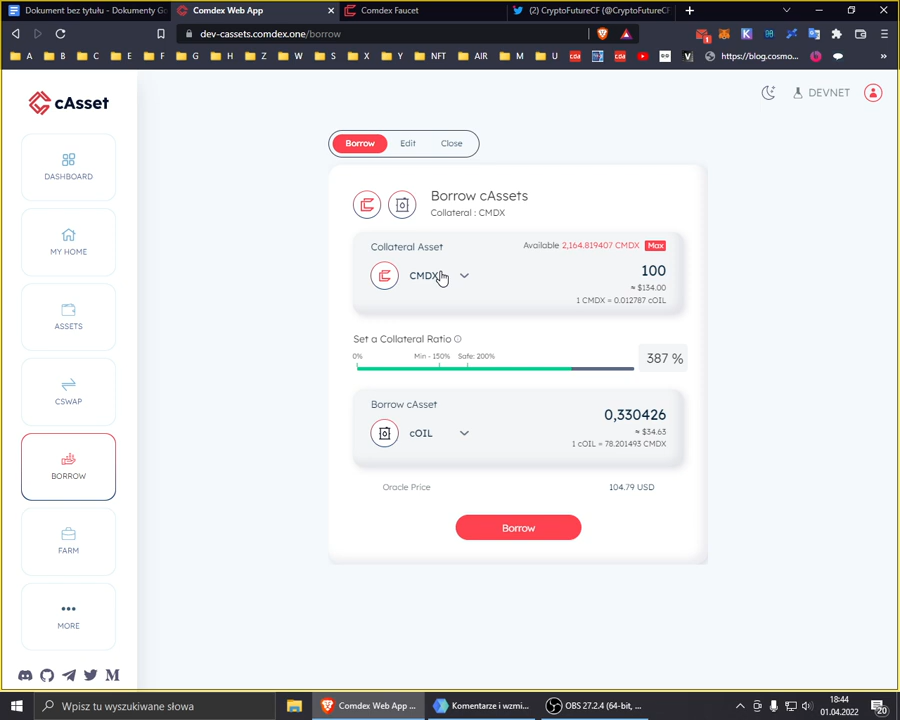 Dokument bez tytułu - Dokumenty Go
Comdex Web App
Comdex Faucet
(2) CryptoFutureCF (@CryptoFutureCF)
dev-cassets.comdex.one/borrow
A
B
C
E
F
G
H
Z
W
S
X
Y
NFT
AIR
M
U
https://blog.cosmo...
cAsset
DEVNET
DASHBOARD
MY HOME
ASSETS
CSWAP
BORROW
FARM
MORE
Borrow
Edit
Close
Borrow cAssets
Collateral : CMDX
Collateral Asset
Available 2,164.819407 CMDX Max
CMDX
100
≈ $134.00
1 CMDX = 0.012787 cOIL
Set a Collateral Ratio
0%
Min - 150%
Safe: 200%
387 %
Borrow cAsset
cOIL
0,330426
≈ $34.63
1 cOIL = 78.201493 CMDX
Oracle Price
104.79 USD
Borrow
Wpisz tu wyszukiwane słowa
Comdex Web App ...
Komentarze i wzmi...
OBS 27.2.4 (64-bit, ...
18:44
01.04.2022
20